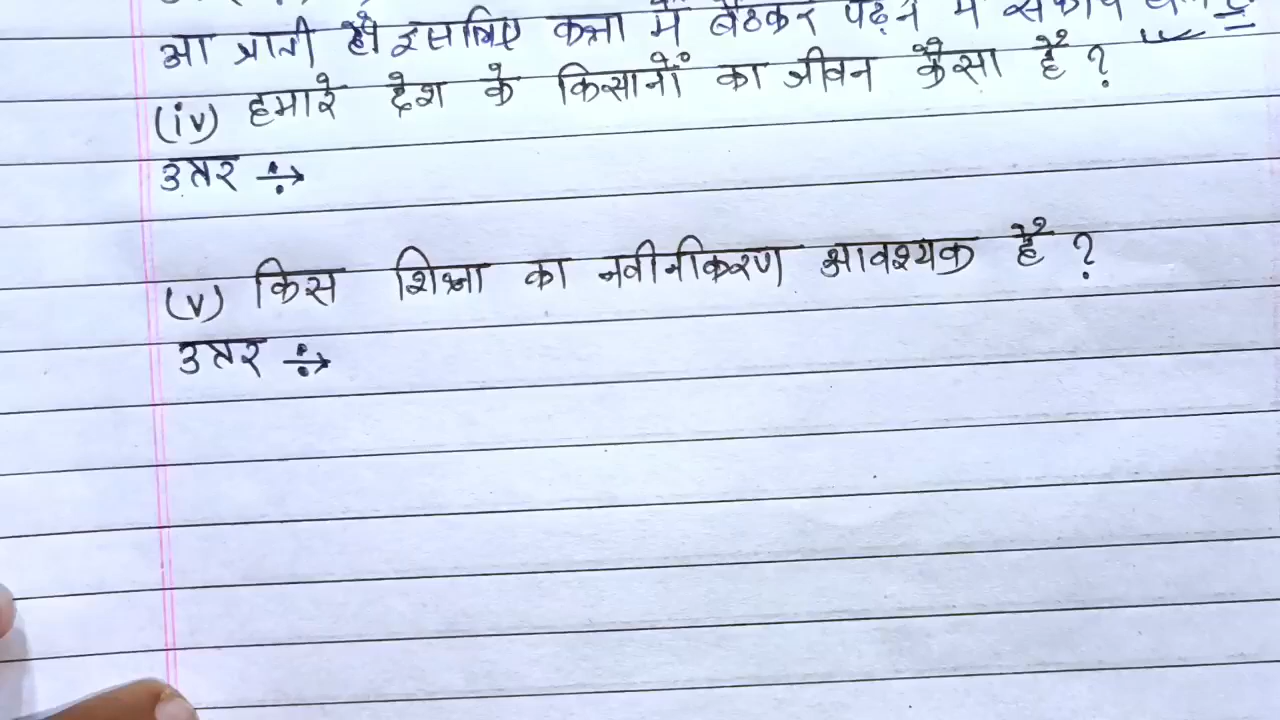 आ जाती है। इसलिए कक्षा में बैठकर पढ़ने में
(iv) हमारे देश के किसानों का जीवन कैसा है ?
उत्तर ÷→
(v) किस शिक्षा का नवीनीकरण आवश्यक है ?
उत्तर ÷→